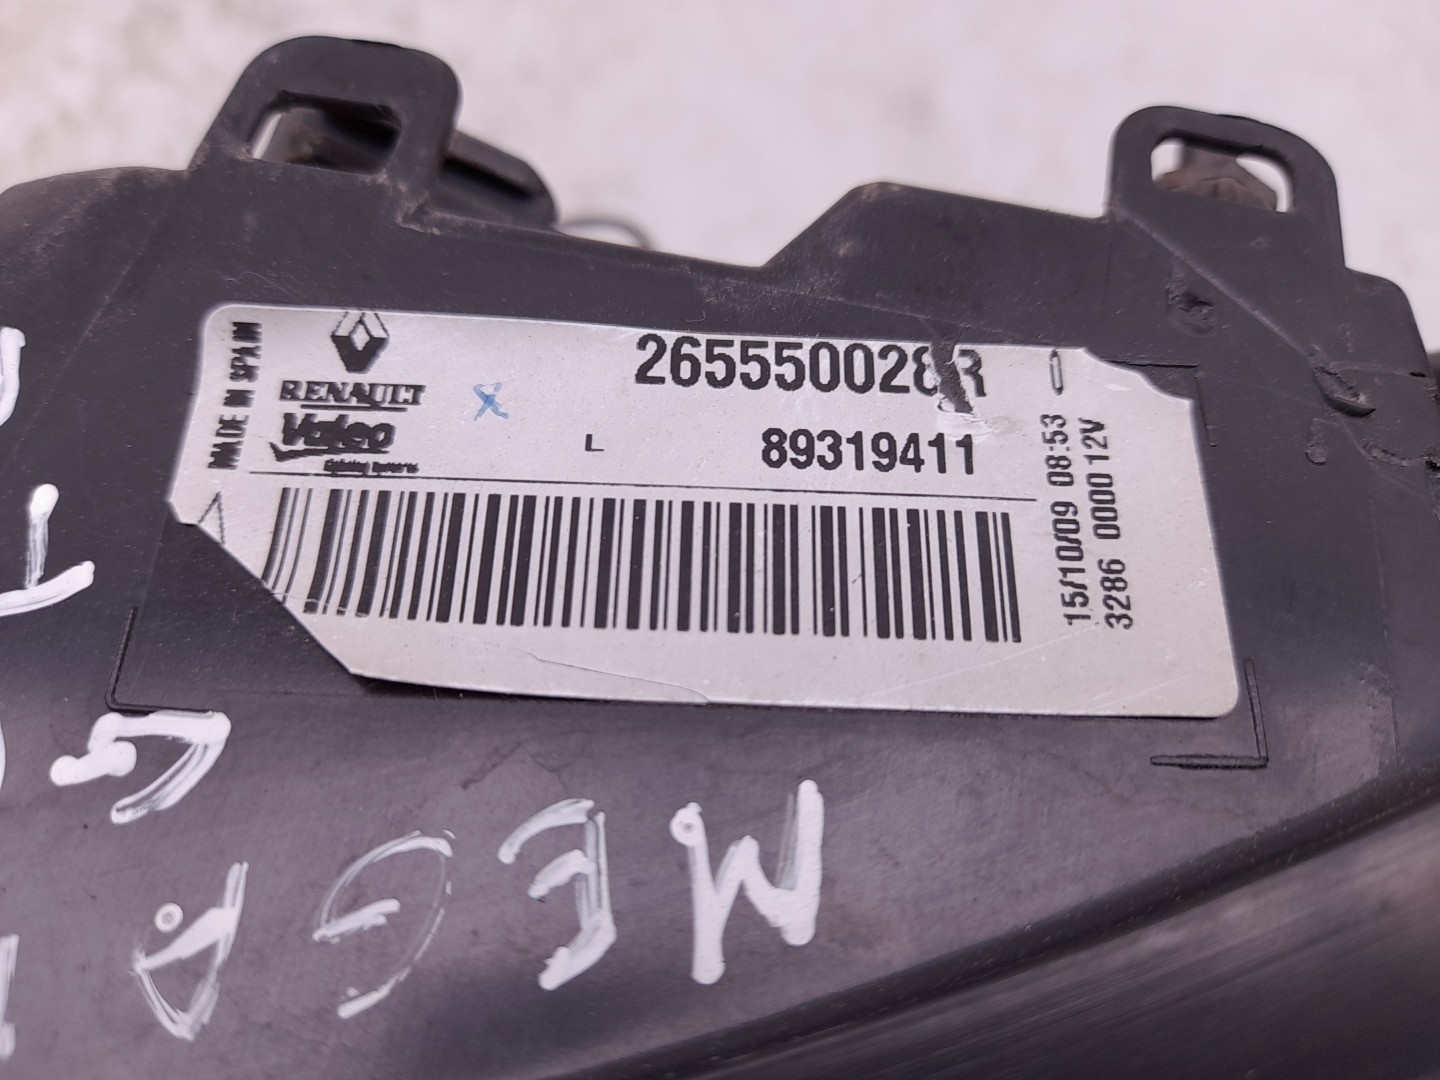 MADE IN SPAIN
RENAULT
Valeo
L
265550028R
89319411
15/10/09 08:53
3286 0000 12V
MEGA